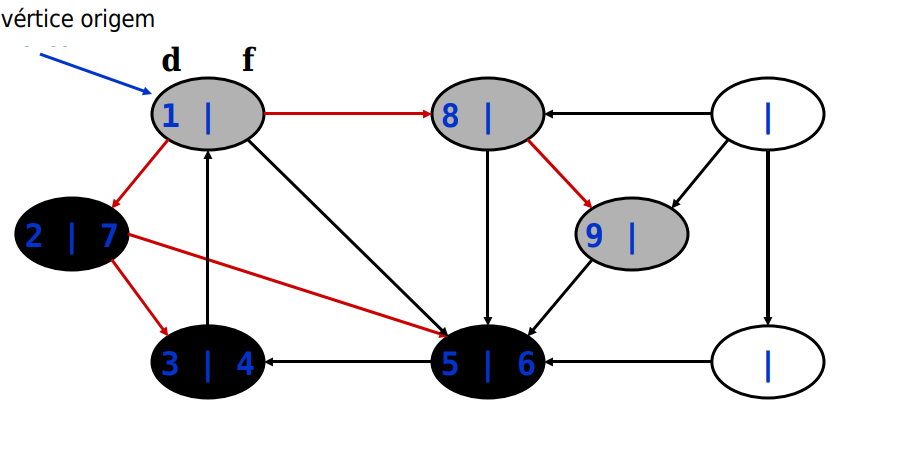 vértice origem
d f
1 | 8 | |
2 | 7 9 |
3 | 4 5 | 6 |